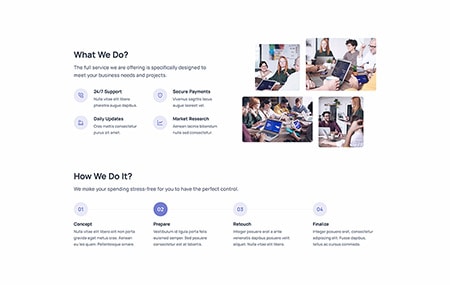 What We Do?
The full service we are offering is specifically designed to
meet your business needs and projects.
24/7 Support
Nulla vitae elit libero
pharetra augue dapibus.
Secure Payments
Vivamus sagittis lacus
augue laoreet vel.
Daily Updates
Cras mattis consectetur
purus sit amet.
Market Research
Aenean lacinia bibendum
nulla sed consectetur.
How We Do It?
We make your spending stress-free for you to have the perfect control.
01
02
03
04
Concept
Nulla vitae elit libero elit non porta
gravida eget metus cras. Aenean
eu leo quam. Pellentesque ornare.
Prepare
Vestibulum id ligula porta felis
euismod semper. Sed posuere
consectetur est at lobortis.
Retouch
Integer posuere erat a ante
venenatis dapibus posuere velit
aliquet. Nulla vitae elit libero.
Finalize
Integer posuere erat, consectetur
adipiscing elit. Fusce dapibus,
tellus ac cursus commodo.